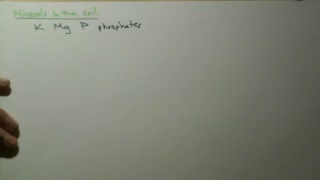 Minerals in the soil
K Mg P phosphates